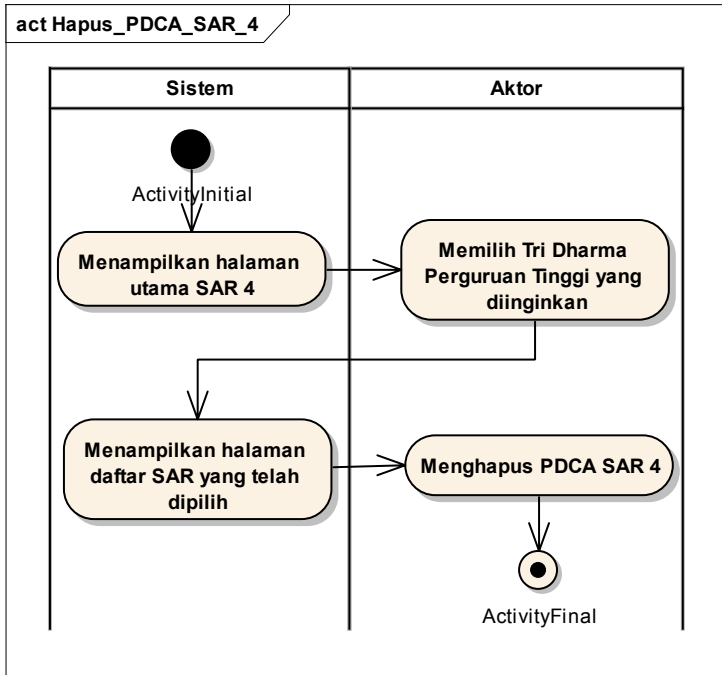 act Hapus_PDCA_SAR_4
Sistem
Aktor
ActivityInitial
Menampilkan halaman
utama SAR 4
Memilih Tri Dharma
Perguruan Tinggi yang
diinginkan
Menampilkan halaman
daftar SAR yang telah
dipilih
Menghapus PDCA SAR 4
ActivityFinal